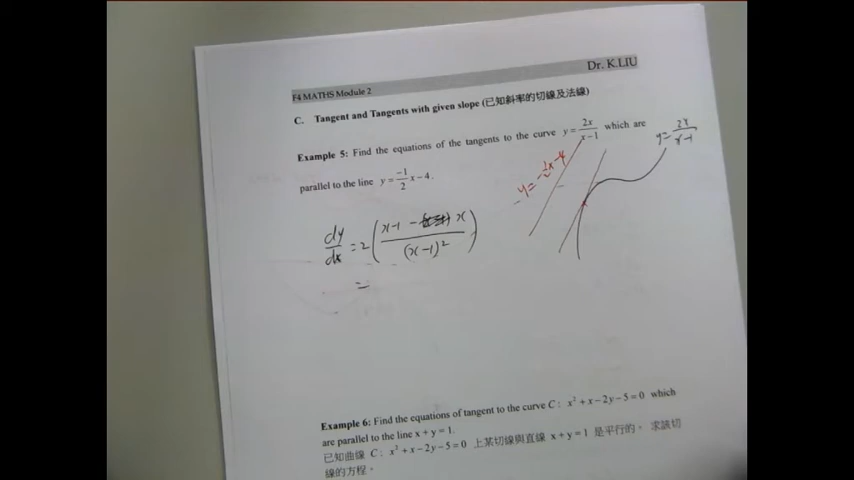 F4 MATHS Module 2
Dr. K.LIU
C. Tangent and Tangents with given slope (已知斜率的切線及法線)
Example 5: Find the equations of the tangents to the curve y = 2x/(x−1) which are
parallel to the line y = −1/2 x − 4.
y = −1/2 x − 4
y = 2x/(x−1)
dy/dx = 2((x−1 − x)/(x−1)²)
=
Example 6: Find the equations of tangent to the curve C: x² + x − 2y − 5 = 0 which
are parallel to the line x + y = 1.
已知曲線 C: x² + x − 2y − 5 = 0 上某切線與直線 x + y = 1 是平行的。求該切
線的方程。